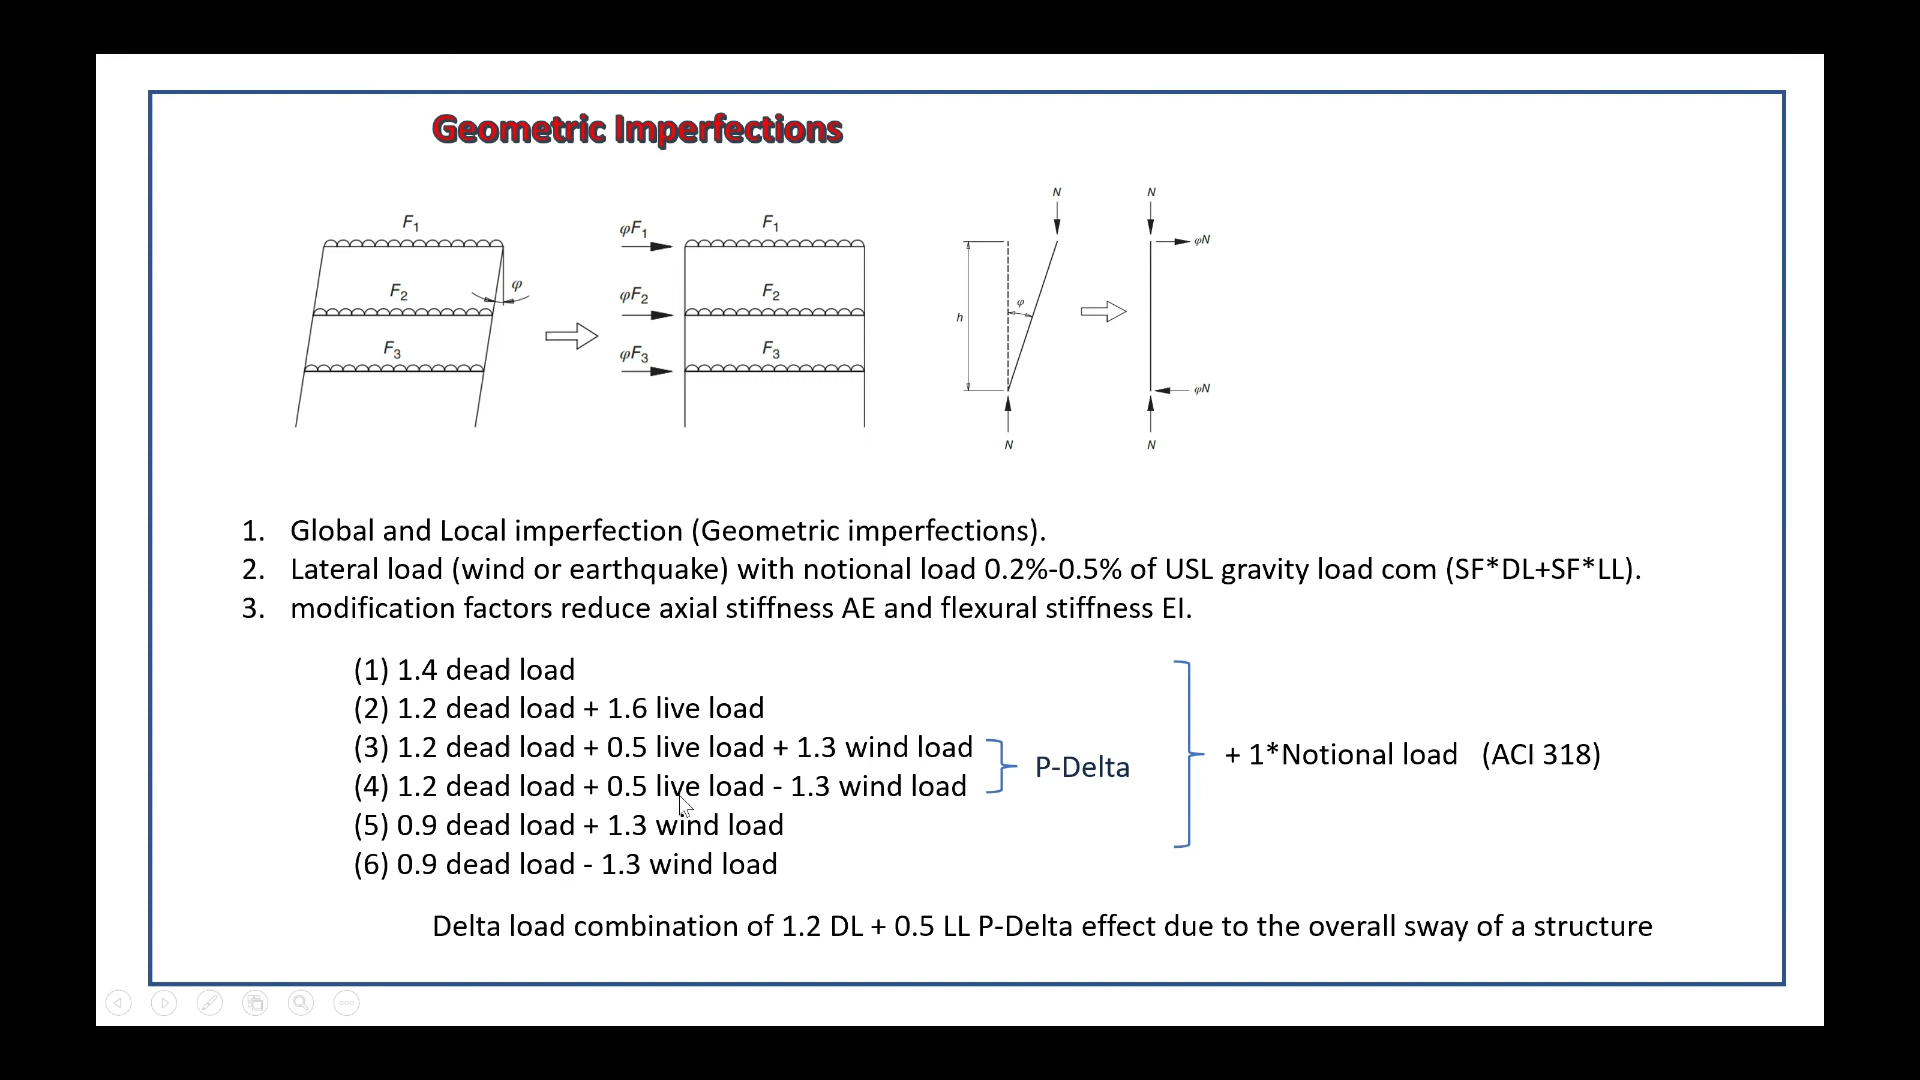 Geometric Imperfections
F1
φ
F2
F3
φF1
F1
φF2
F2
φF3
F3
N
h
φ
N
N
φN
φN
N
1. Global and Local imperfection (Geometric imperfections).
2. Lateral load (wind or earthquake) with notional load 0.2%-0.5% of USL gravity load com (SF*DL+SF*LL).
3. modification factors reduce axial stiffness AE and flexural stiffness EI.
(1) 1.4 dead load
(2) 1.2 dead load + 1.6 live load
(3) 1.2 dead load + 0.5 live load + 1.3 wind load
(4) 1.2 dead load + 0.5 live load - 1.3 wind load
(5) 0.9 dead load + 1.3 wind load
(6) 0.9 dead load - 1.3 wind load
P-Delta
+ 1*Notional load (ACI 318)
Delta load combination of 1.2 DL + 0.5 LL P-Delta effect due to the overall sway of a structure